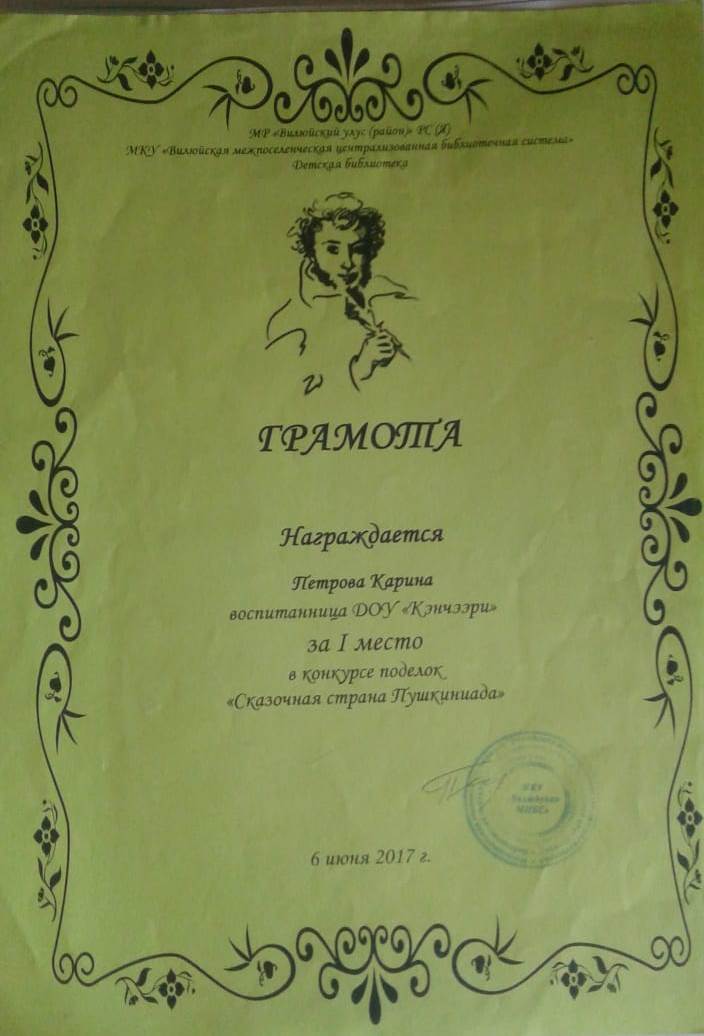 МР «Вилюйский улус (район)» РС (Я)
МКУ «Вилюйская межпоселенческая централизованная библиотечная система»
Детская библиотека
ГРАМОТА
Награждается
Петрова Карина
воспитанница ДОУ «Кэнчээри»
за I место
в конкурсе поделок
«Сказочная страна Пушкиниада»
МКУ
6 июня 2017 г.